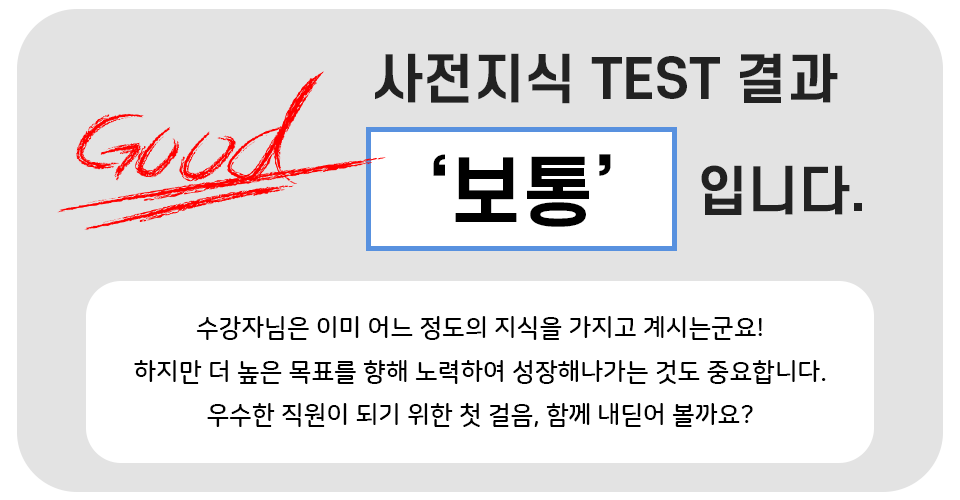 Good
사전지식 TEST 결과
‘보통’ 입니다.
수강자님은 이미 어느 정도의 지식을 가지고 계시는군요!
하지만 더 높은 목표를 향해 노력하여 성장해나가는 것도 중요합니다.
우수한 직원이 되기 위한 첫 걸음, 함께 내딛어 볼까요?